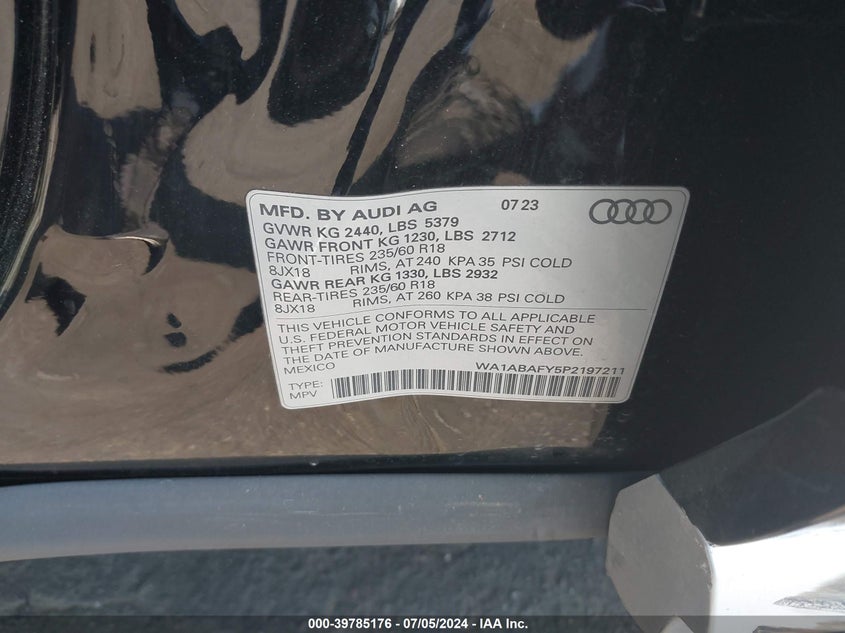 MFD. BY AUDI AG 07 23
GVWR KG 2440, LBS 5379
GAWR FRONT KG 1230, LBS 2712
FRONT-TIRES 235/60 R18
8JX18 RIMS, AT 240 KPA 35 PSI COLD
GAWR REAR KG 1330, LBS 2932
REAR-TIRES 235/60 R18
8JX18 RIMS, AT 260 KPA 38 PSI COLD
THIS VEHICLE CONFORMS TO ALL APPLICABLE
U.S. FEDERAL MOTOR VEHICLE SAFETY AND
THEFT PREVENTION STANDARDS IN EFFECT ON
THE DATE OF MANUFACTURE SHOWN ABOVE.
MEXICO WA1ABAFY5P2197211
TYPE:
MPV
000-39785176 - 07/05/2024 - IAA Inc.